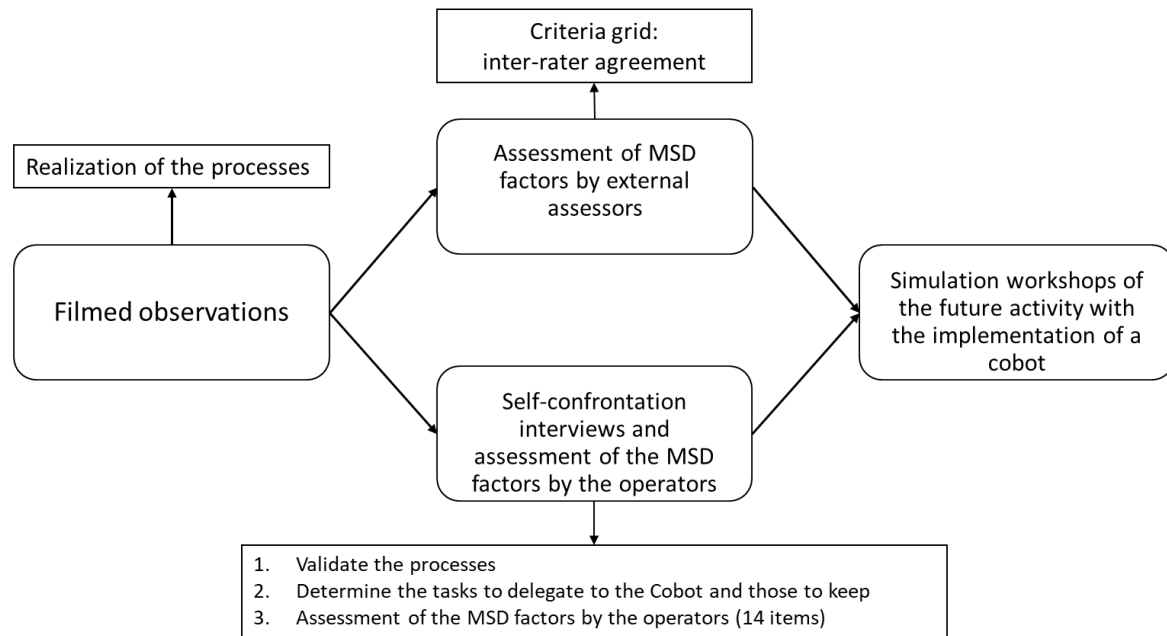 Criteria grid:
inter-rater agreement
Realization of the processes
Assessment of MSD
factors by external
assessors
Filmed observations
Simulation workshops of
the future activity with
the implementation of a
cobot
Self-confrontation
interviews and
assessment of the MSD
factors by the operators
1. Validate the processes
2. Determine the tasks to delegate to the Cobot and those to keep
3. Assessment of the MSD factors by the operators (14 items)